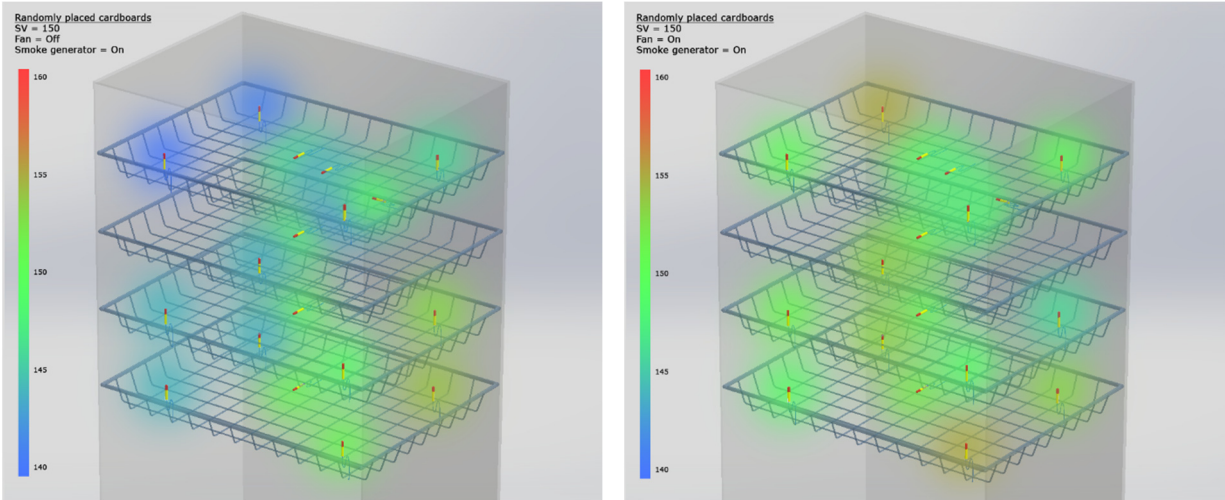 Randomly placed cardboards
SV = 150
Fan = Off
Smoke generator = On
160
155
150
145
140
Randomly placed cardboards
SV = 150
Fan = On
Smoke generator = On
160
155
150
145
140